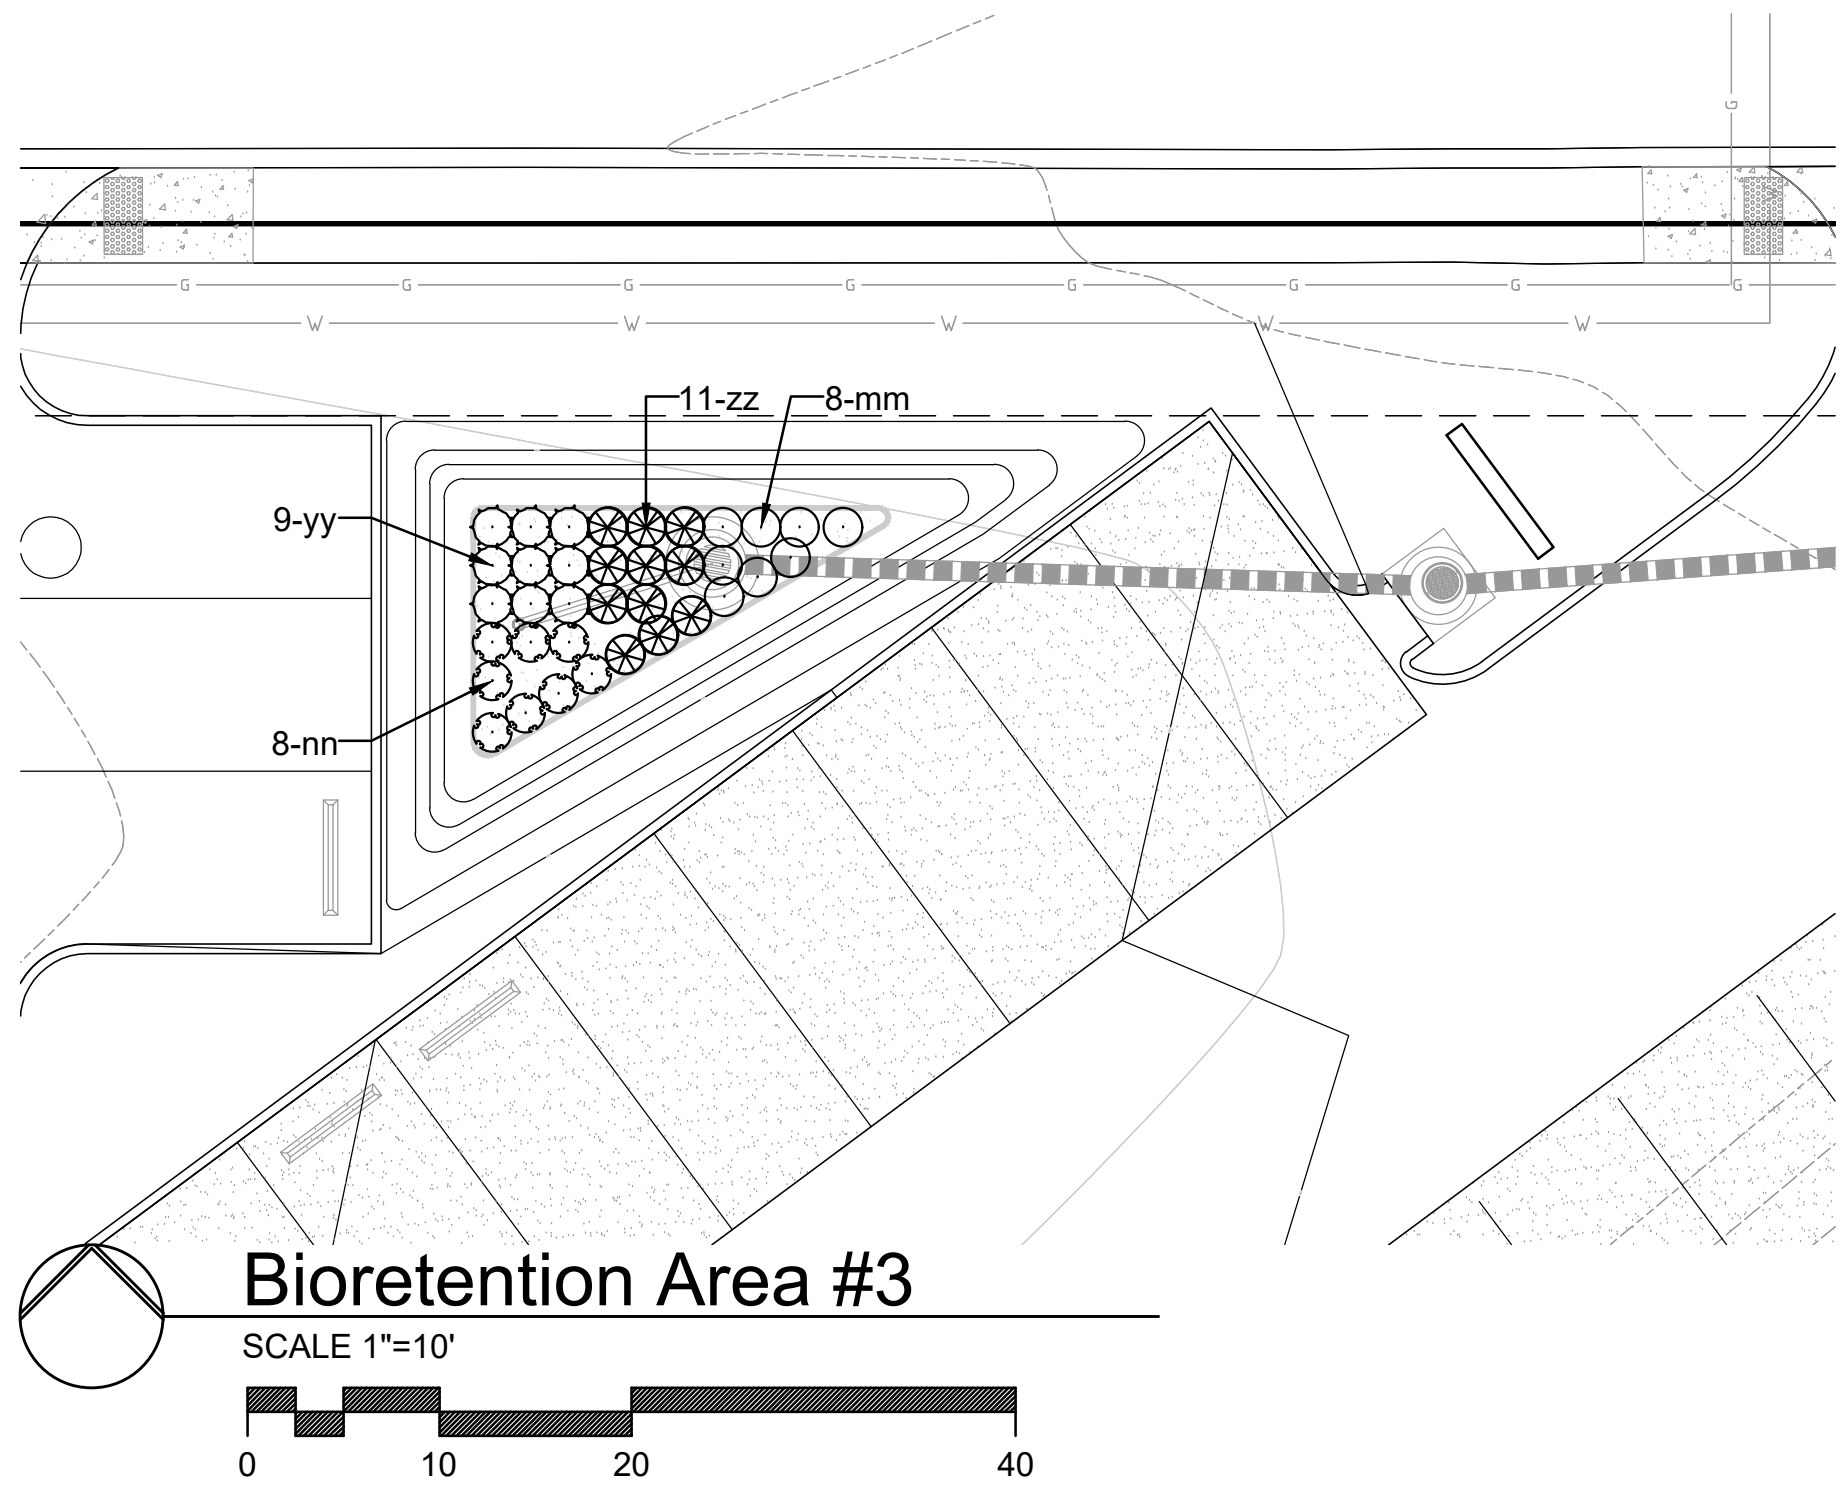 G
G G G G G G G G
W W W W W
11-zz 8-mm
9-yy
8-nn
Bioretention Area #3
SCALE 1"=10'
0 10 20 40